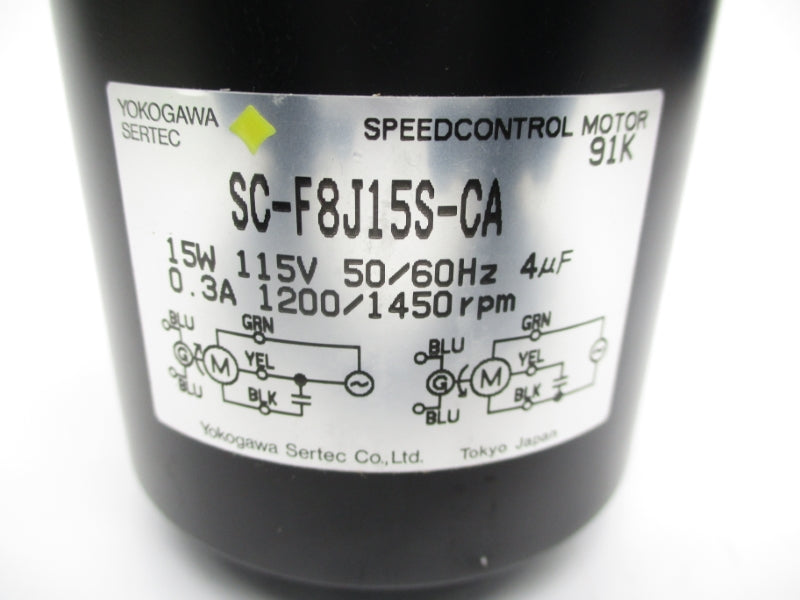 YOKOGAWA
SERTEC
SPEEDCONTROL MOTOR
91K
SC-F8J15S-CA
15W 115V 50/60Hz 4µF
0.3A 1200/1450rpm
BLU GRN
G M YEL
BLU BLK
BLU GRN
G M YEL
BLU BLK
Yokogawa Sertec Co.,Ltd. Tokyo Japan